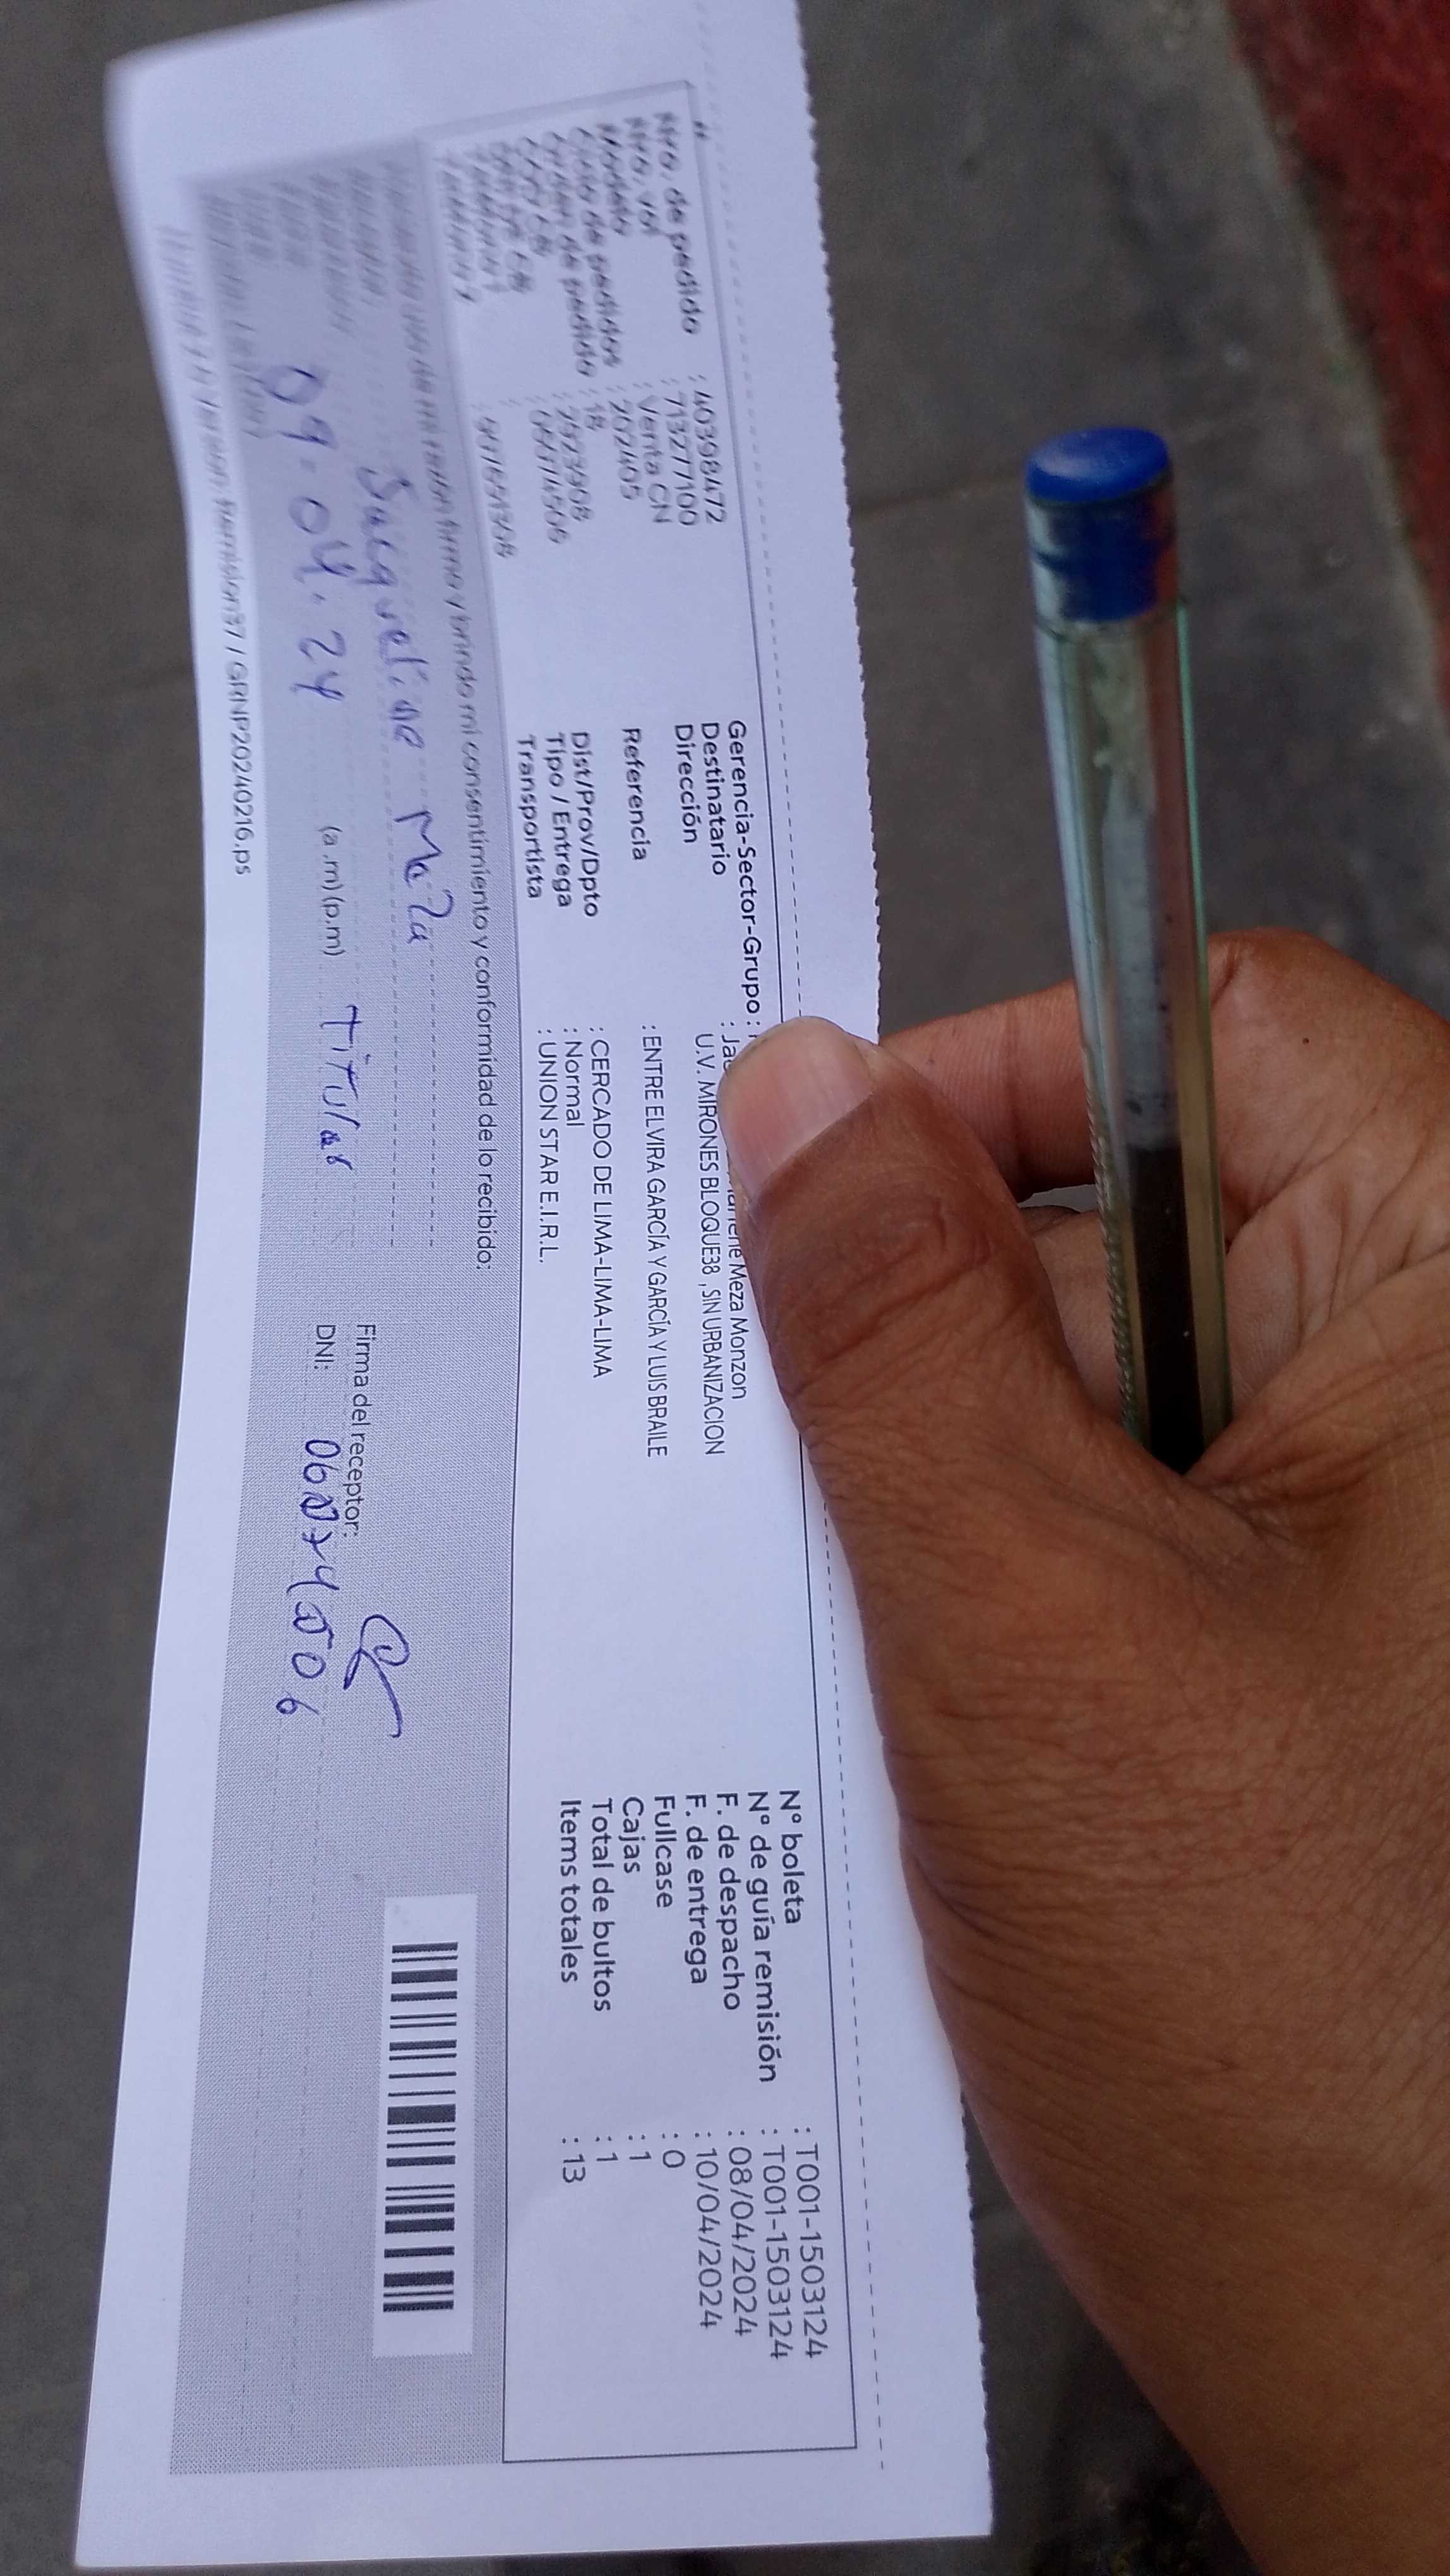 Nro. de pedido : 40398472
Nro. vol : 713277100
Modelo : Venta CN
Ciclo de pedidos : 202405
Orden de pedido : 18
: 2923908
Gerencia-Sector-Grupo :
Destinatario : Meza Monzon
Dirección U.V. MIRONES BLOQUE38 , SIN URBANIZACION
Referencia : ENTRE ELVIRA GARCÍA Y GARCÍA Y LUIS BRAILE
Dist/Prov/Dpto : CERCADO DE LIMA-LIMA-LIMA
Tipo / Entrega : Normal
Transportista : UNION STAR E.I.R.L.
N° boleta : T001-1503124
N° de guía remisión : T001-1503124
F. de despacho : 08/04/2024
F. de entrega : 10/04/2024
Fullcase : 0
Cajas : 1
Total de bultos : 1
Items totales : 13
firmo y brindo mi consentimiento y conformidad de lo recibido:
Jacqueline Meza
09-04-24 (a.m)(p.m) Titular
Firma del receptor:
DNI:
/ GRNP20240216.ps